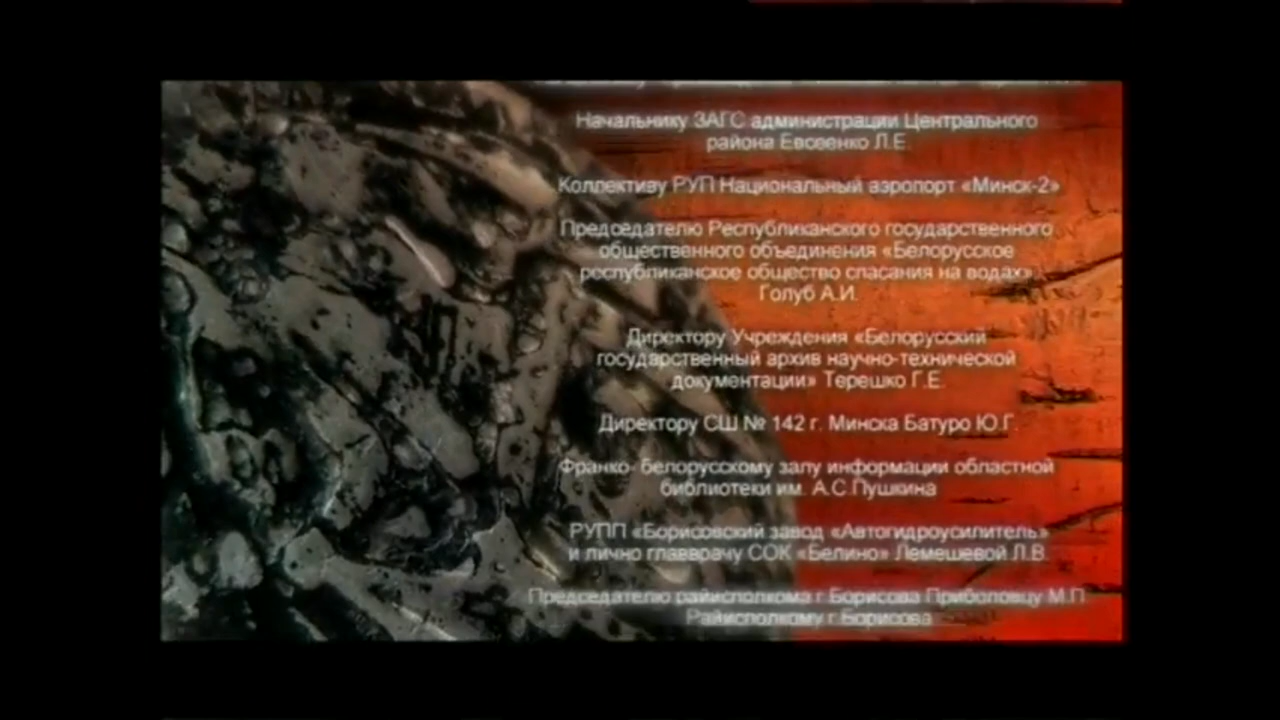 Начальнику ЗАГС администрации Центрального
района Евсеенко Л.Е.
Коллективу РУП Национальный аэропорт «Минск-2»
Председателю Республиканского государственного
общественного объединения «Белорусское
республиканское общество спасания на водах»
Голуб А.И.
Директору Учреждения «Белорусский
государственный архив научно-технической
документации» Терешко Г.Е.
Директору СШ № 142 г. Минска Батуро Ю.Г.
Франко- белорусскому залу информации областной
библиотеки им. А.С.Пушкина
РУПП «Борисовский завод «Автогидроусилитель»
и лично главврачу СОК «Белино» Лемешевой Л.В.
Председателю райисполкома г.Борисова Приболовцу М.П.
Райисполкому г.Борисова